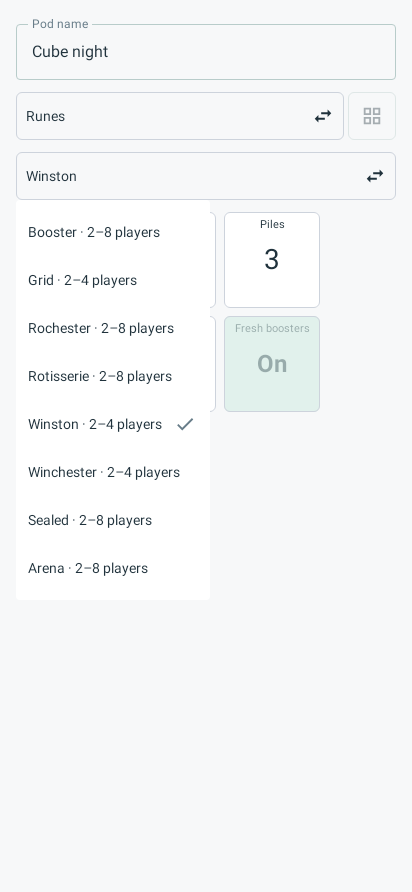 Pod name
Cube night
Runes
Winston
Booster · 2–8 players
Grid · 2–4 players
Rochester · 2–8 players
Rotisserie · 2–8 players
Winston · 2–4 players
Winchester · 2–4 players
Sealed · 2–8 players
Arena · 2–8 players
Piles
3
Fresh boosters
On